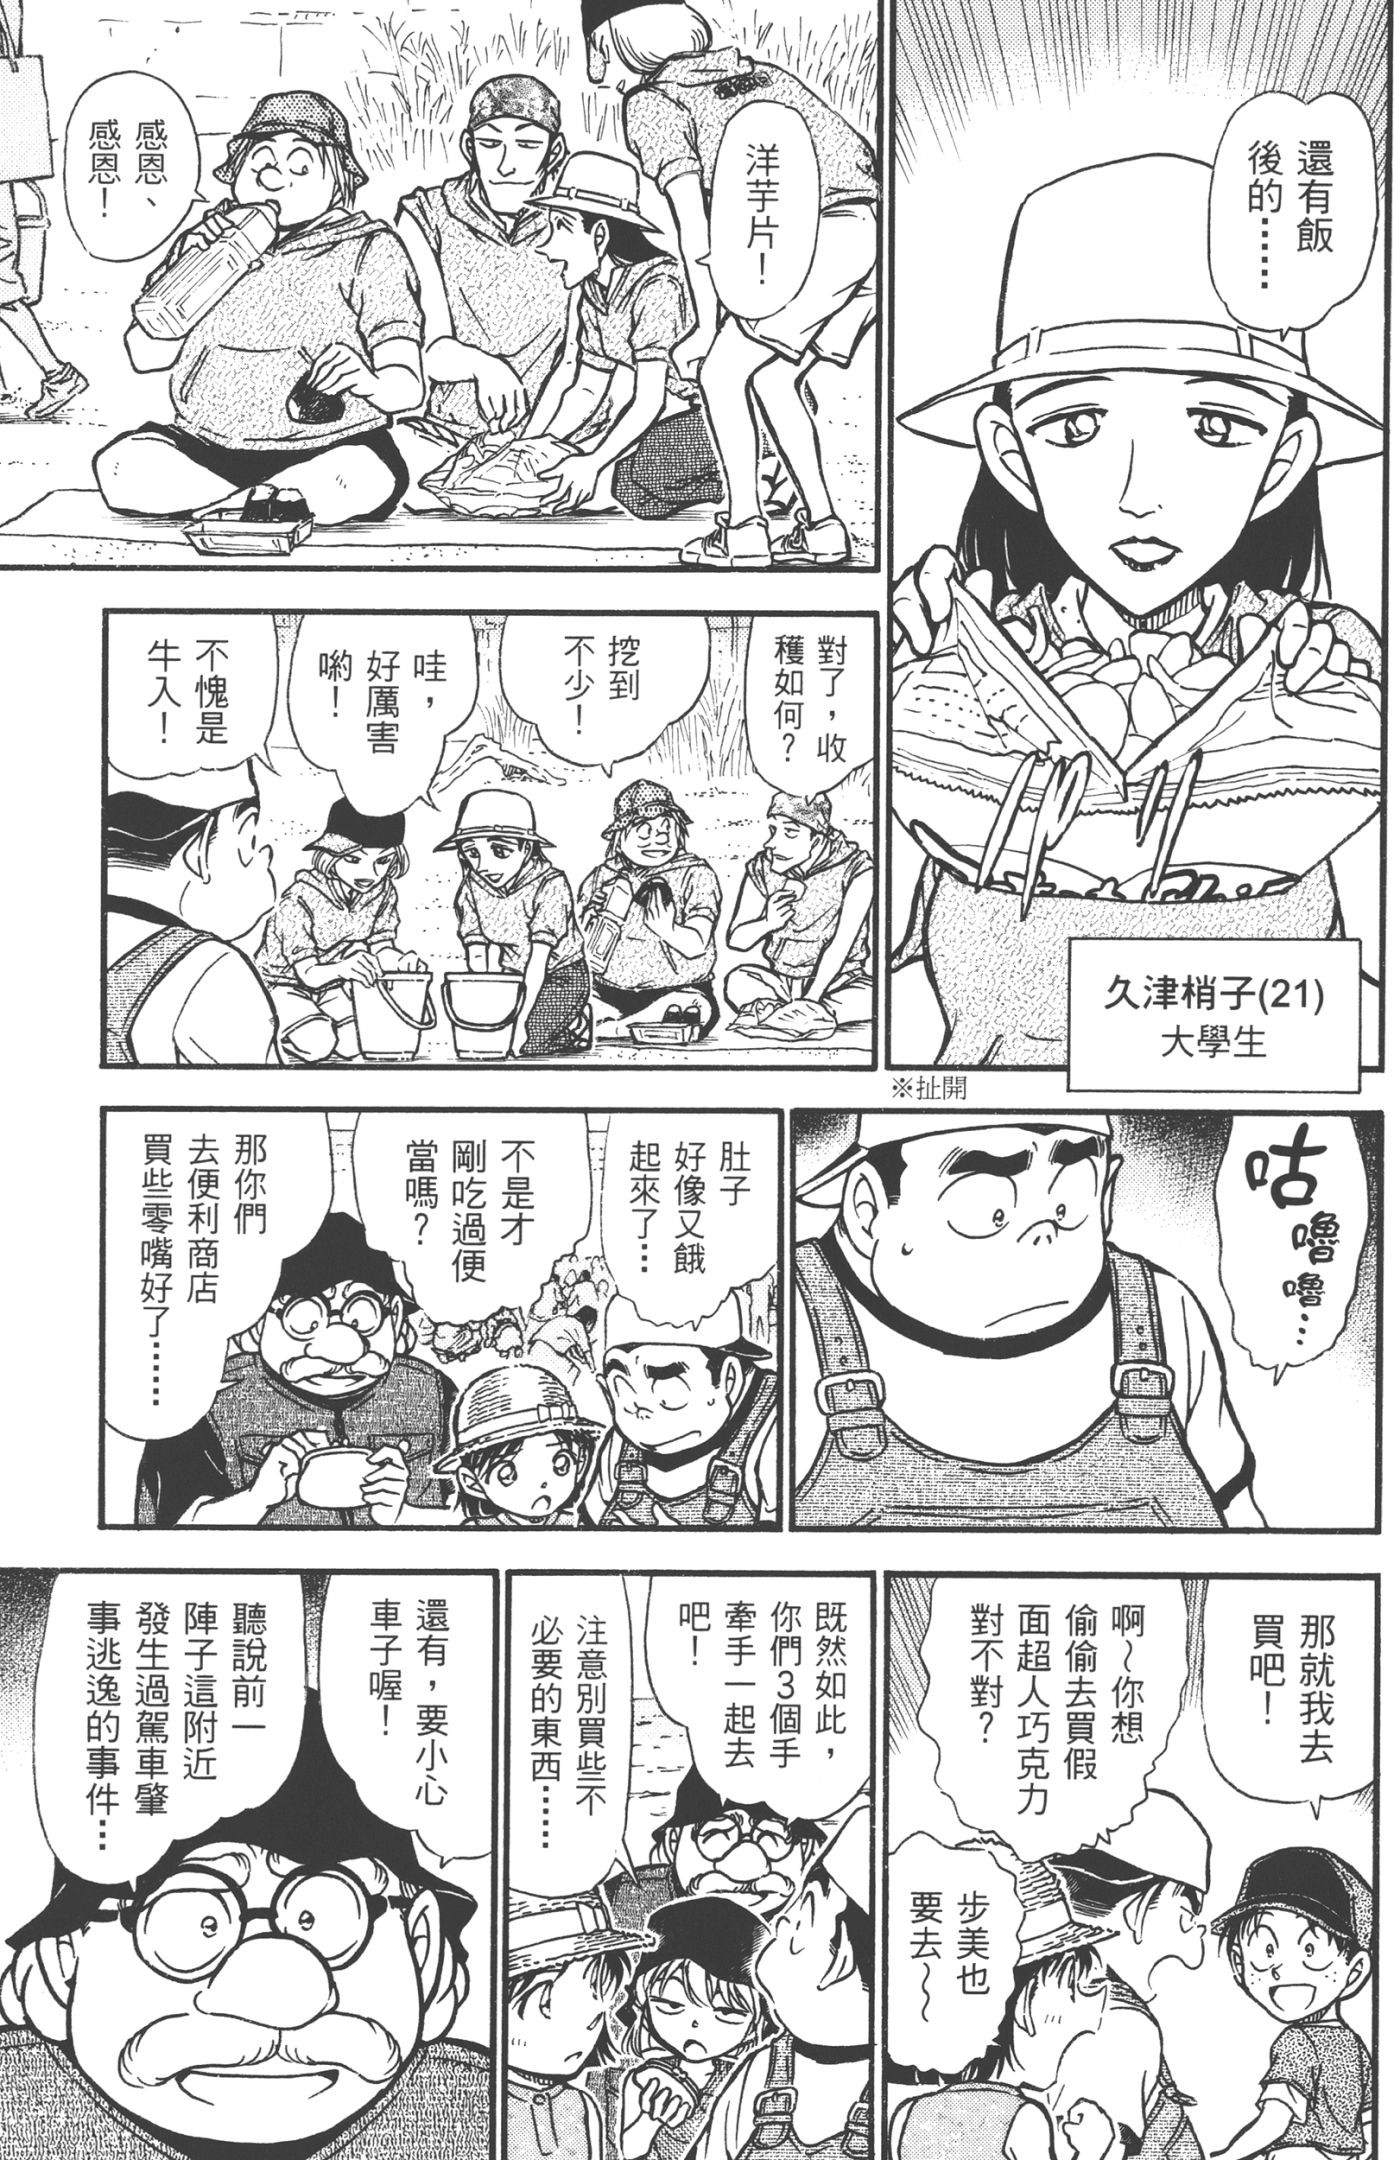 還有飯
後的……
久津梢子(21)
大學生
※扯開
洋芋片！
感恩、
感恩！
對了，收
穫如何？
挖到
不少！
哇，
好厲害
喲！
不愧是
牛入！
咕嚕嚕…
肚子
好像又餓
起來了…
不是才
剛吃過便
當嗎？
那你們
去便利商店
買些零嘴好了……
那就我去
買吧！
啊～你想
偷偷去買假
面超人巧克力
對不對？
步美也
要去～
既然如此，
你們3個手
牽手一起去
吧！
注意別買些不
必要的東西……
還有，要小心
車子喔！
聽說前一
陣子這附近
發生過駕車肇
事逃逸的事件…